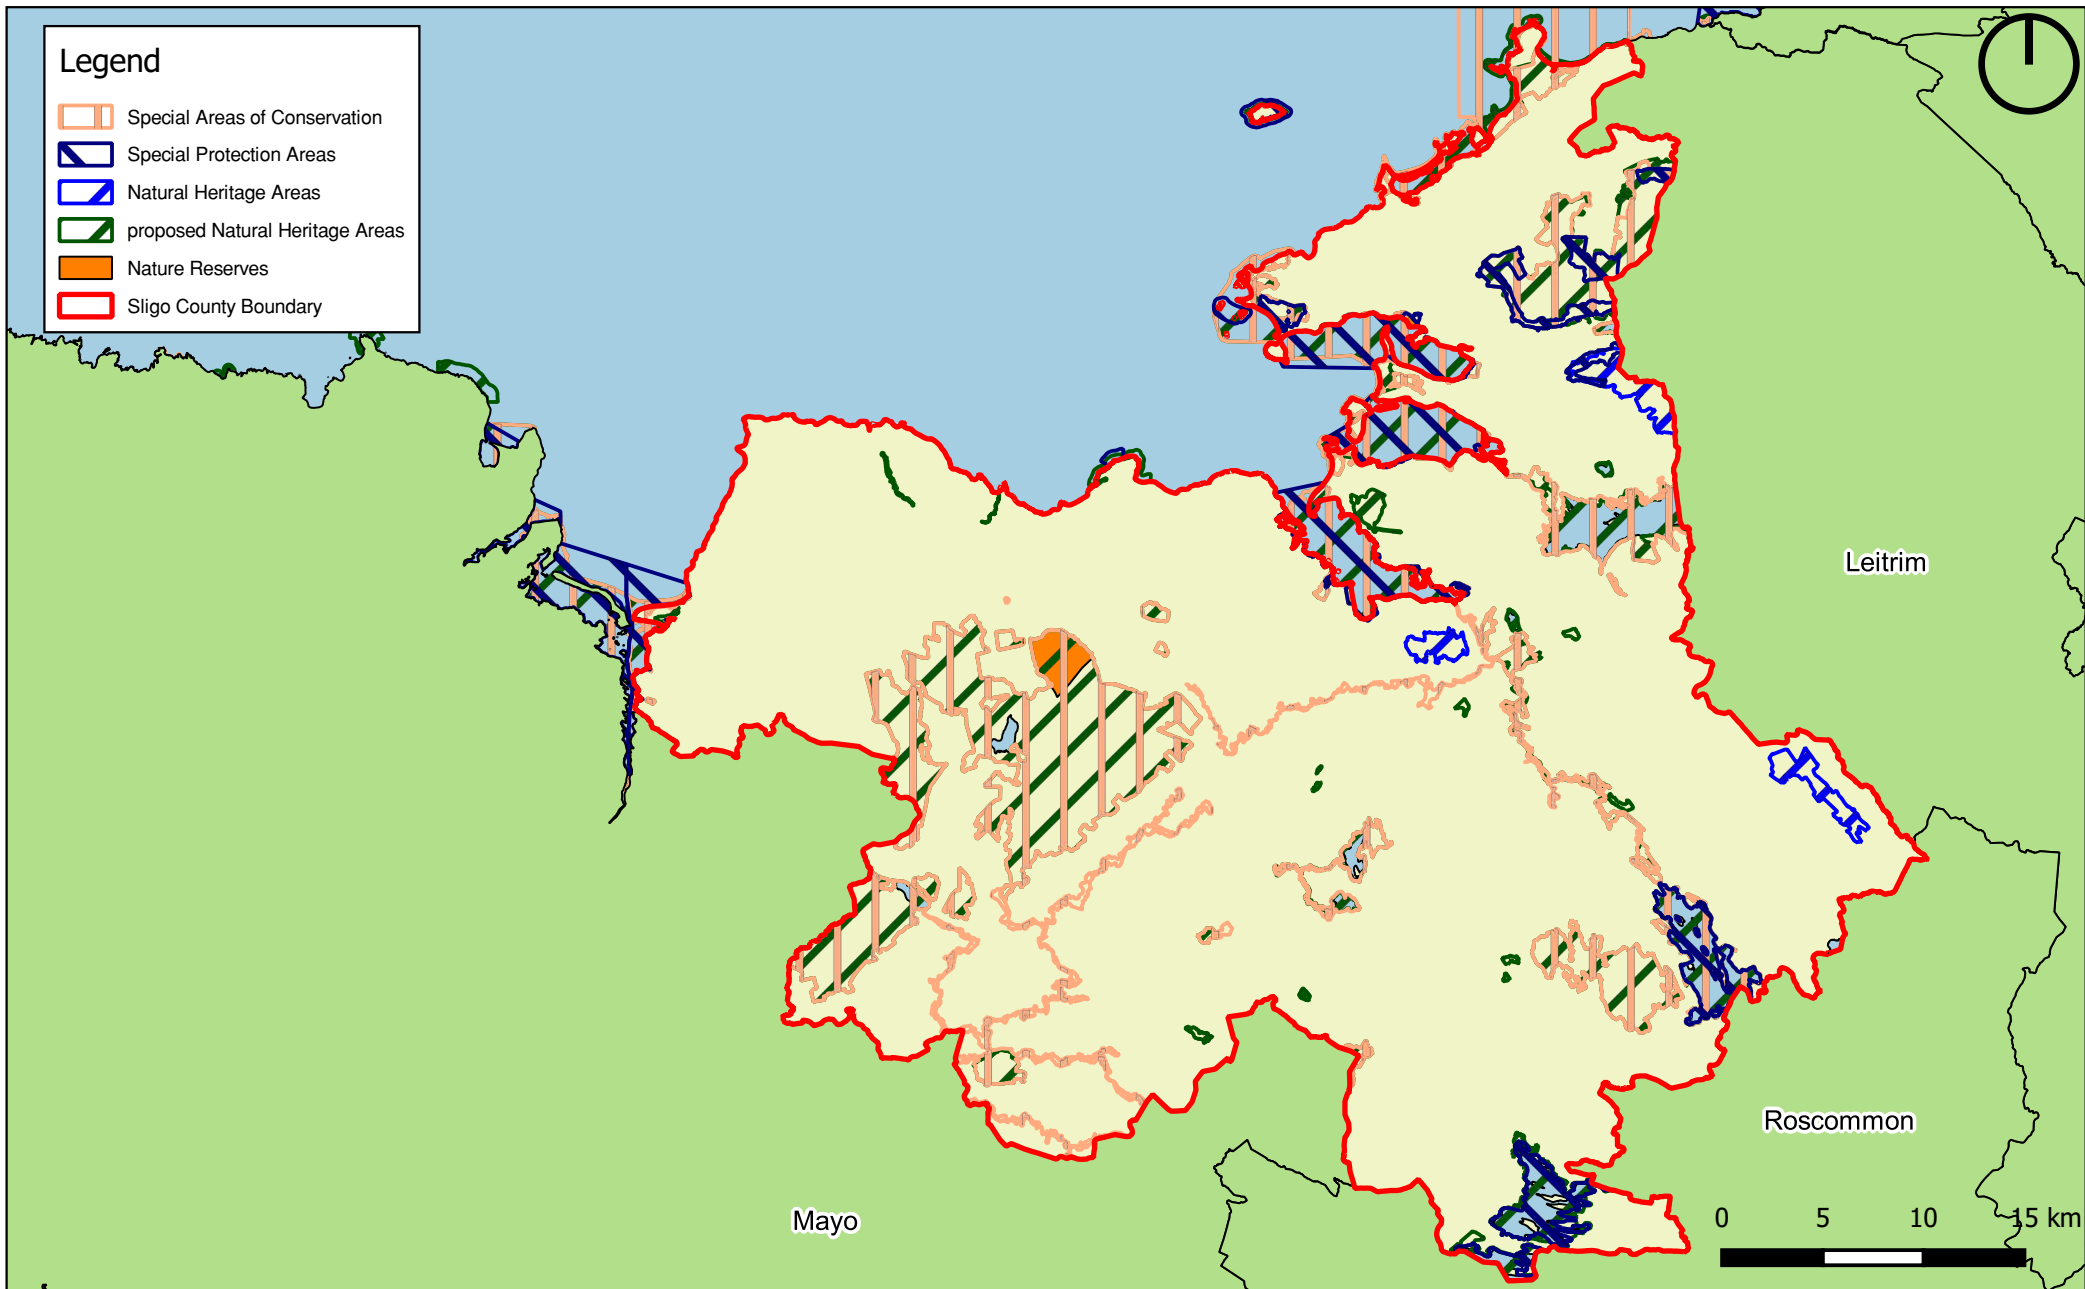 Legend
Special Areas of Conservation
Special Protection Areas
Natural Heritage Areas
proposed Natural Heritage Areas
Nature Reserves
Sligo County Boundary
Leitrim
Roscommon
Mayo
0 5 10 15 km